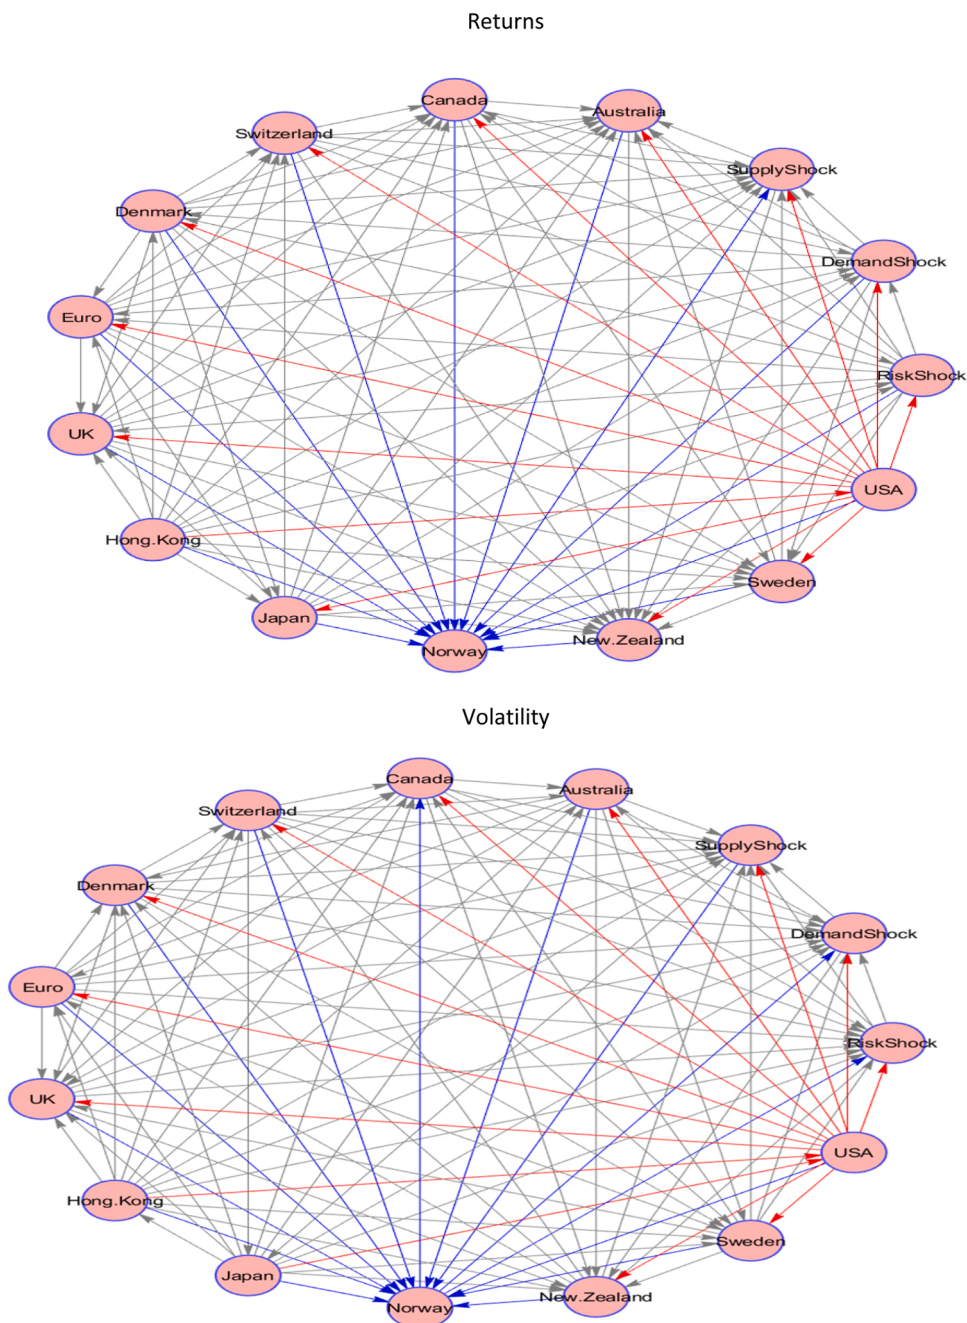 Returns
Canada
Australia
Switzerland
SupplyShock
Denmark
DemandShock
Euro
RiskShock
UK
USA
Hong.Kong
Sweden
Japan
New.Zealand
Norway
Volatility
Canada
Australia
Switzerland
SupplyShock
Denmark
DemandShock
Euro
RiskShock
UK
USA
Hong.Kong
Sweden
Japan
New.Zealand
Norway